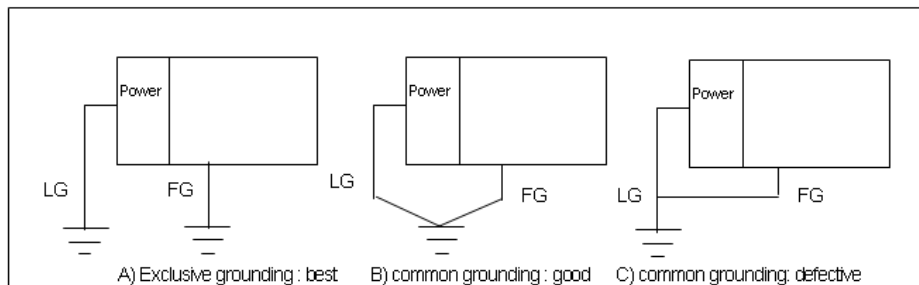 Power
Power
Power
LG
FG
LG
FG
LG
FG
A) Exclusive grounding : best
B) common grounding : good
C) common grounding: defective